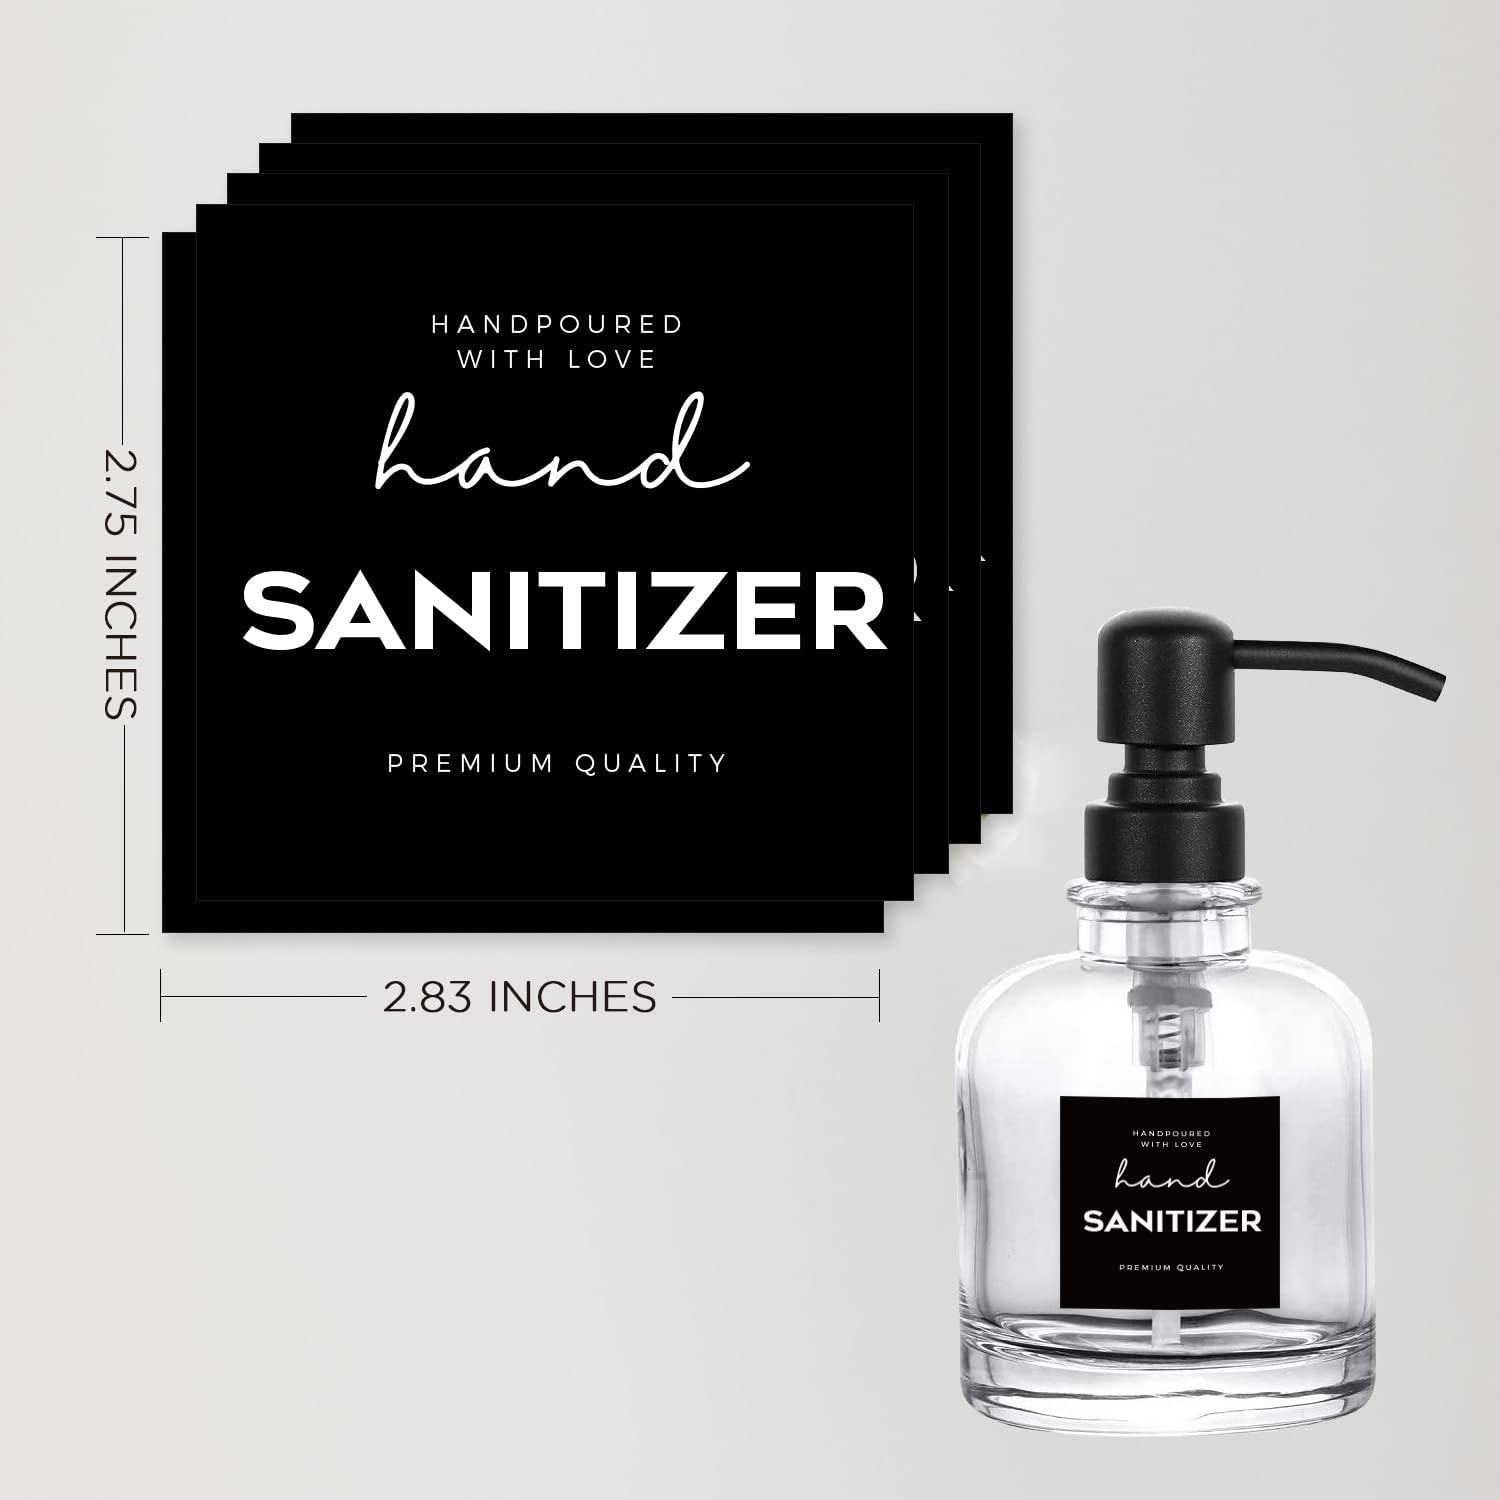 HANDPOURED
WITH LOVE
hand
SANITIZER
PREMIUM QUALITY
2.75 INCHES
2.83 INCHES
HANDPOURED
WITH LOVE
hand
SANITIZER
PREMIUM QUALITY